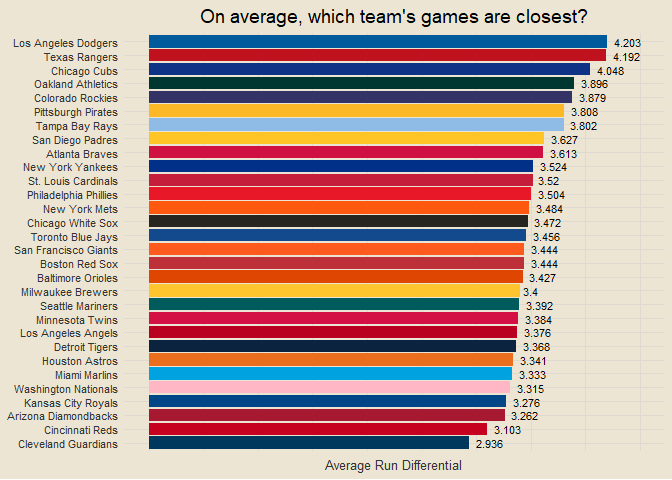 On average, which team's games are closest?
Los Angeles Dodgers 4.203
Texas Rangers 4.192
Chicago Cubs 4.048
Oakland Athletics 3.896
Colorado Rockies 3.879
Pittsburgh Pirates 3.808
Tampa Bay Rays 3.802
San Diego Padres 3.627
Atlanta Braves 3.613
New York Yankees 3.524
St. Louis Cardinals 3.52
Philadelphia Phillies 3.504
New York Mets 3.484
Chicago White Sox 3.472
Toronto Blue Jays 3.456
San Francisco Giants 3.444
Boston Red Sox 3.444
Baltimore Orioles 3.427
Milwaukee Brewers 3.4
Seattle Mariners 3.392
Minnesota Twins 3.384
Los Angeles Angels 3.376
Detroit Tigers 3.368
Houston Astros 3.341
Miami Marlins 3.333
Washington Nationals 3.315
Kansas City Royals 3.276
Arizona Diamondbacks 3.262
Cincinnati Reds 3.103
Cleveland Guardians 2.936
Average Run Differential